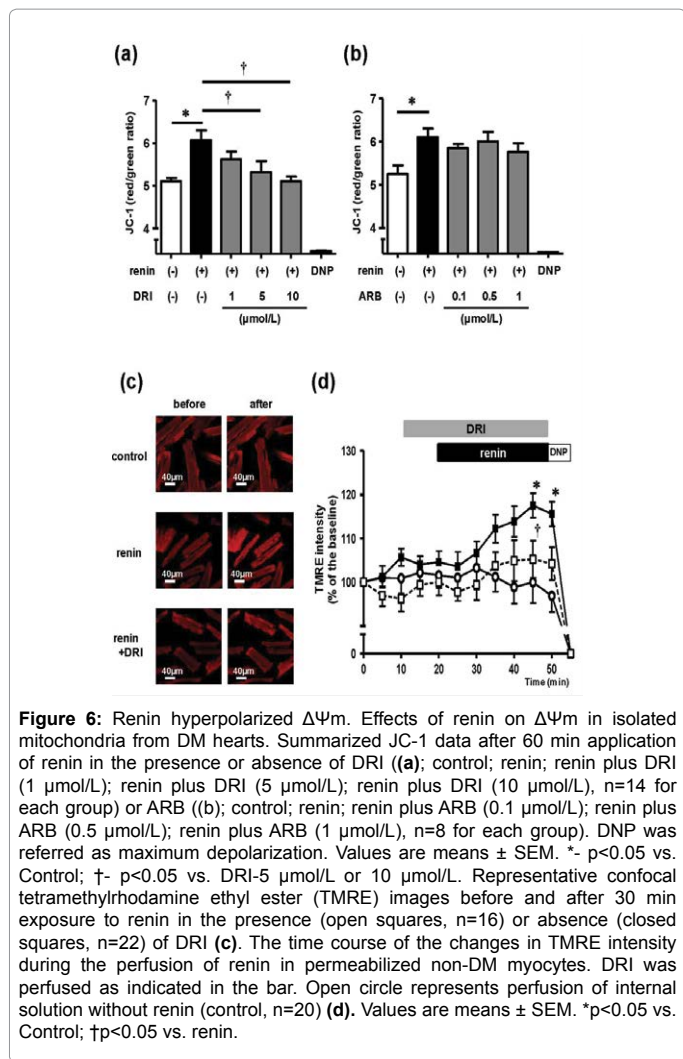 (a)
(b)
†
†
*
*
JC-1 (red/green ratio)
7
6
5
4
JC-1 (red/green ratio)
7
6
5
4
renin (-) (+) (+) (+) (+) DNP
DRI (-) (-) 1 5 10
(µmol/L)
renin (-) (+) (+) (+) (+) DNP
ARB (-) (-) 0.1 0.5 1
(µmol/L)
(c)
before after
control
40µm 40µm
renin
40µm 40µm
renin
+DRI
40µm 40µm
(d)
DRI
renin DNP
TMRE intensity
(% of the baseline)
130
120
110
100
90
0
* *
†
0 10 20 30 40 50
Time (min)
Figure 6: Renin hyperpolarized ΔΨm. Effects of renin on ΔΨm in isolated
mitochondria from DM hearts. Summarized JC-1 data after 60 min application
of renin in the presence or absence of DRI ((a); control; renin; renin plus DRI
(1 µmol/L); renin plus DRI (5 µmol/L); renin plus DRI (10 µmol/L), n=14 for
each group) or ARB ((b); control; renin; renin plus ARB (0.1 µmol/L); renin plus
ARB (0.5 µmol/L); renin plus ARB (1 µmol/L), n=8 for each group). DNP was
referred as maximum depolarization. Values are means ± SEM. *- p<0.05 vs.
Control; †- p<0.05 vs. DRI-5 µmol/L or 10 µmol/L. Representative confocal
tetramethylrhodamine ethyl ester (TMRE) images before and after 30 min
exposure to renin in the presence (open squares, n=16) or absence (closed
squares, n=22) of DRI (c). The time course of the changes in TMRE intensity
during the perfusion of renin in permeabilized non-DM myocytes. DRI was
perfused as indicated in the bar. Open circle represents perfusion of internal
solution without renin (control, n=20) (d). Values are means ± SEM. *p<0.05 vs.
Control; †p<0.05 vs. renin.